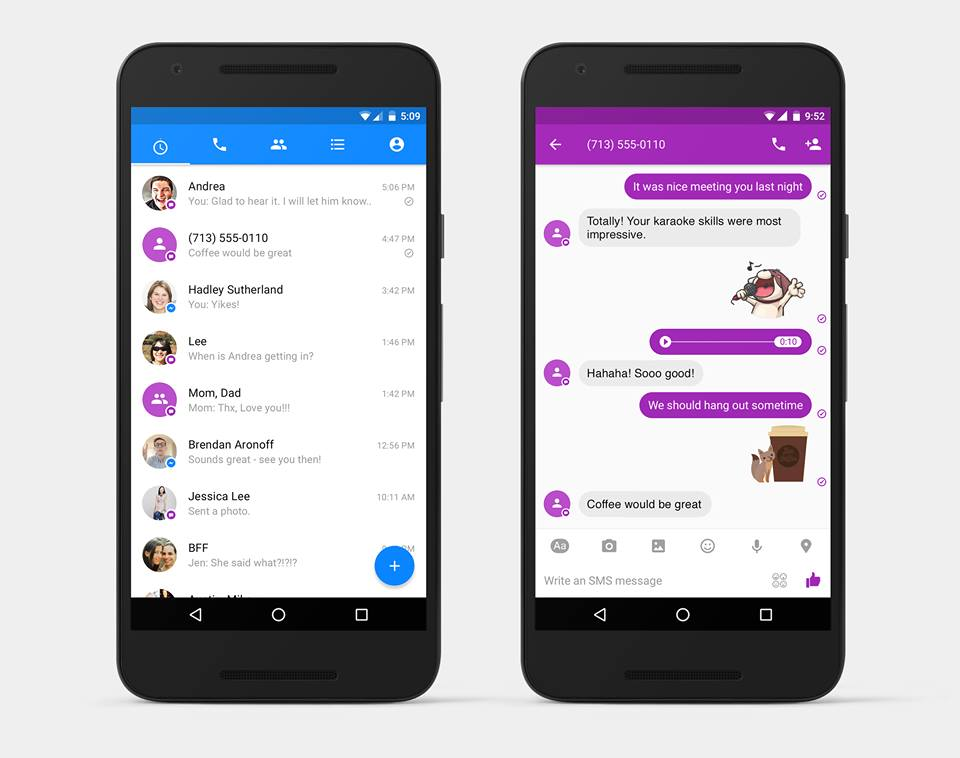 5:09
Andrea
5:06 PM
You: Glad to hear it. I will let him know..
(713) 555-0110
4:47 PM
Coffee would be great
Hadley Sutherland
3:42 PM
You: Yikes!
Lee
1:46 PM
When is Andrea getting in?
Mom, Dad
1:42 PM
Mom: Thx, Love you!!!
Brendan Aronoff
12:56 PM
Sounds great - see you then!
Jessica Lee
10:11 AM
Sent a photo.
BFF
Jen: She said what?!?!?
9:52
(713) 555-0110
It was nice meeting you last night
Totally! Your karaoke skills were most
impressive.
0:10
Hahaha! Sooo good!
We should hang out sometime
Coffee would be great
Aa
Write an SMS message